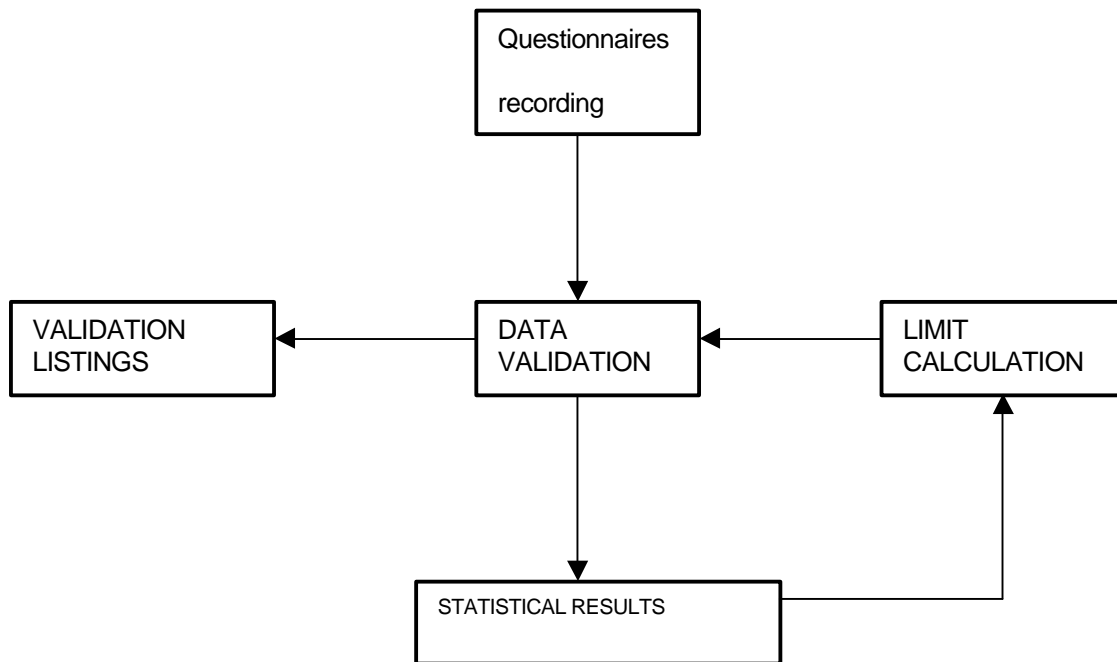 Questionnaires
recording
VALIDATION
LISTINGS
DATA
VALIDATION
LIMIT
CALCULATION
STATISTICAL RESULTS